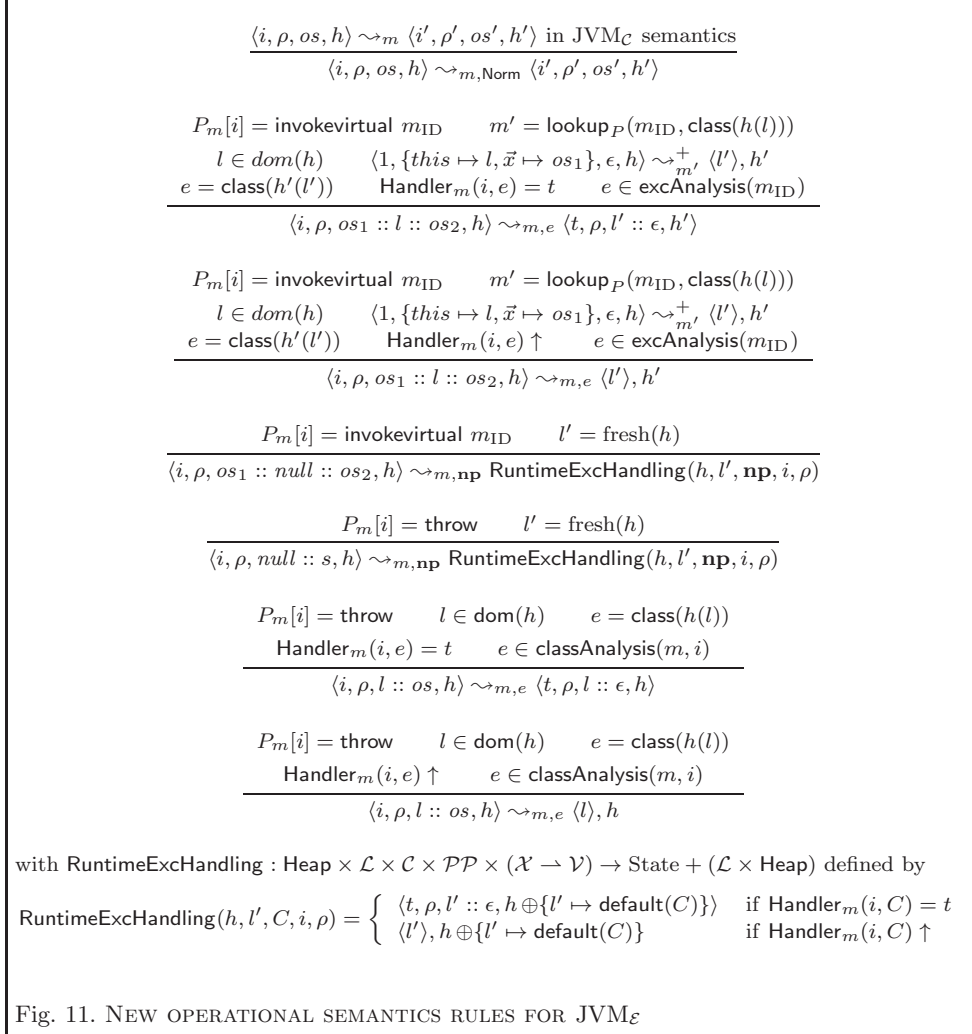 ⟨i, ρ, os, h⟩ ⇝m ⟨i′, ρ′, os′, h′⟩ in JVM𝒞 semantics
⟨i, ρ, os, h⟩ ⇝m,Norm ⟨i′, ρ′, os′, h′⟩
Pm[i] = invokevirtual mID m′ = lookupP(mID, class(h(l)))
l ∈ dom(h) ⟨1, {this ↦ l, x⃗ ↦ os1}, ϵ, h⟩ ⇝+m′ ⟨l′⟩, h′
e = class(h′(l′)) Handlerm(i, e) = t e ∈ excAnalysis(mID)
⟨i, ρ, os1 :: l :: os2, h⟩ ⇝m,e ⟨t, ρ, l′ :: ϵ, h′⟩
Pm[i] = invokevirtual mID m′ = lookupP(mID, class(h(l)))
l ∈ dom(h) ⟨1, {this ↦ l, x⃗ ↦ os1}, ϵ, h⟩ ⇝+m′ ⟨l′⟩, h′
e = class(h′(l′)) Handlerm(i, e) ↑ e ∈ excAnalysis(mID)
⟨i, ρ, os1 :: l :: os2, h⟩ ⇝m,e ⟨l′⟩, h′
Pm[i] = invokevirtual mID l′ = fresh(h)
⟨i, ρ, os1 :: null :: os2, h⟩ ⇝m,np RuntimeExcHandling(h, l′, np, i, ρ)
Pm[i] = throw l′ = fresh(h)
⟨i, ρ, null :: s, h⟩ ⇝m,np RuntimeExcHandling(h, l′, np, i, ρ)
Pm[i] = throw l ∈ dom(h) e = class(h(l))
Handlerm(i, e) = t e ∈ classAnalysis(m, i)
⟨i, ρ, l :: os, h⟩ ⇝m,e ⟨t, ρ, l :: ϵ, h⟩
Pm[i] = throw l ∈ dom(h) e = class(h(l))
Handlerm(i, e) ↑ e ∈ classAnalysis(m, i)
⟨i, ρ, l :: os, h⟩ ⇝m,e ⟨l⟩, h
with RuntimeExcHandling : Heap × ℒ × 𝒞 × 𝒫𝒫 × (𝒳 ⇀ 𝒱) → State + (ℒ × Heap) defined by
RuntimeExcHandling(h, l′, C, i, ρ) = { ⟨t, ρ, l′ :: ϵ, h ⊕{l′ ↦ default(C)}⟩ if Handlerm(i, C) = t
⟨l′⟩, h ⊕{l′ ↦ default(C)} if Handlerm(i, C) ↑
Fig. 11. New operational semantics rules for JVMℰ